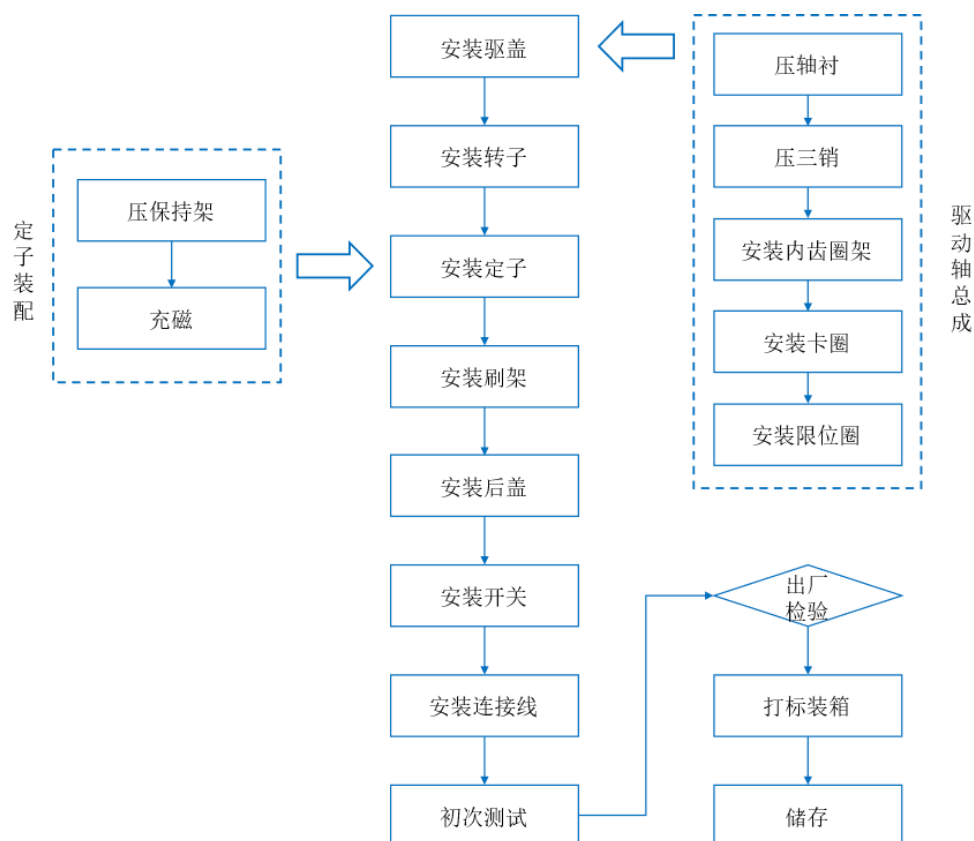 定子装配
压保持架
充磁
安装驱盖
安装转子
安装定子
安装刷架
安装后盖
安装开关
安装连接线
初次测试
压轴衬
压三销
安装内齿圈架
安装卡圈
安装限位圈
驱动轴总成
出厂
检验
打标装箱
储存